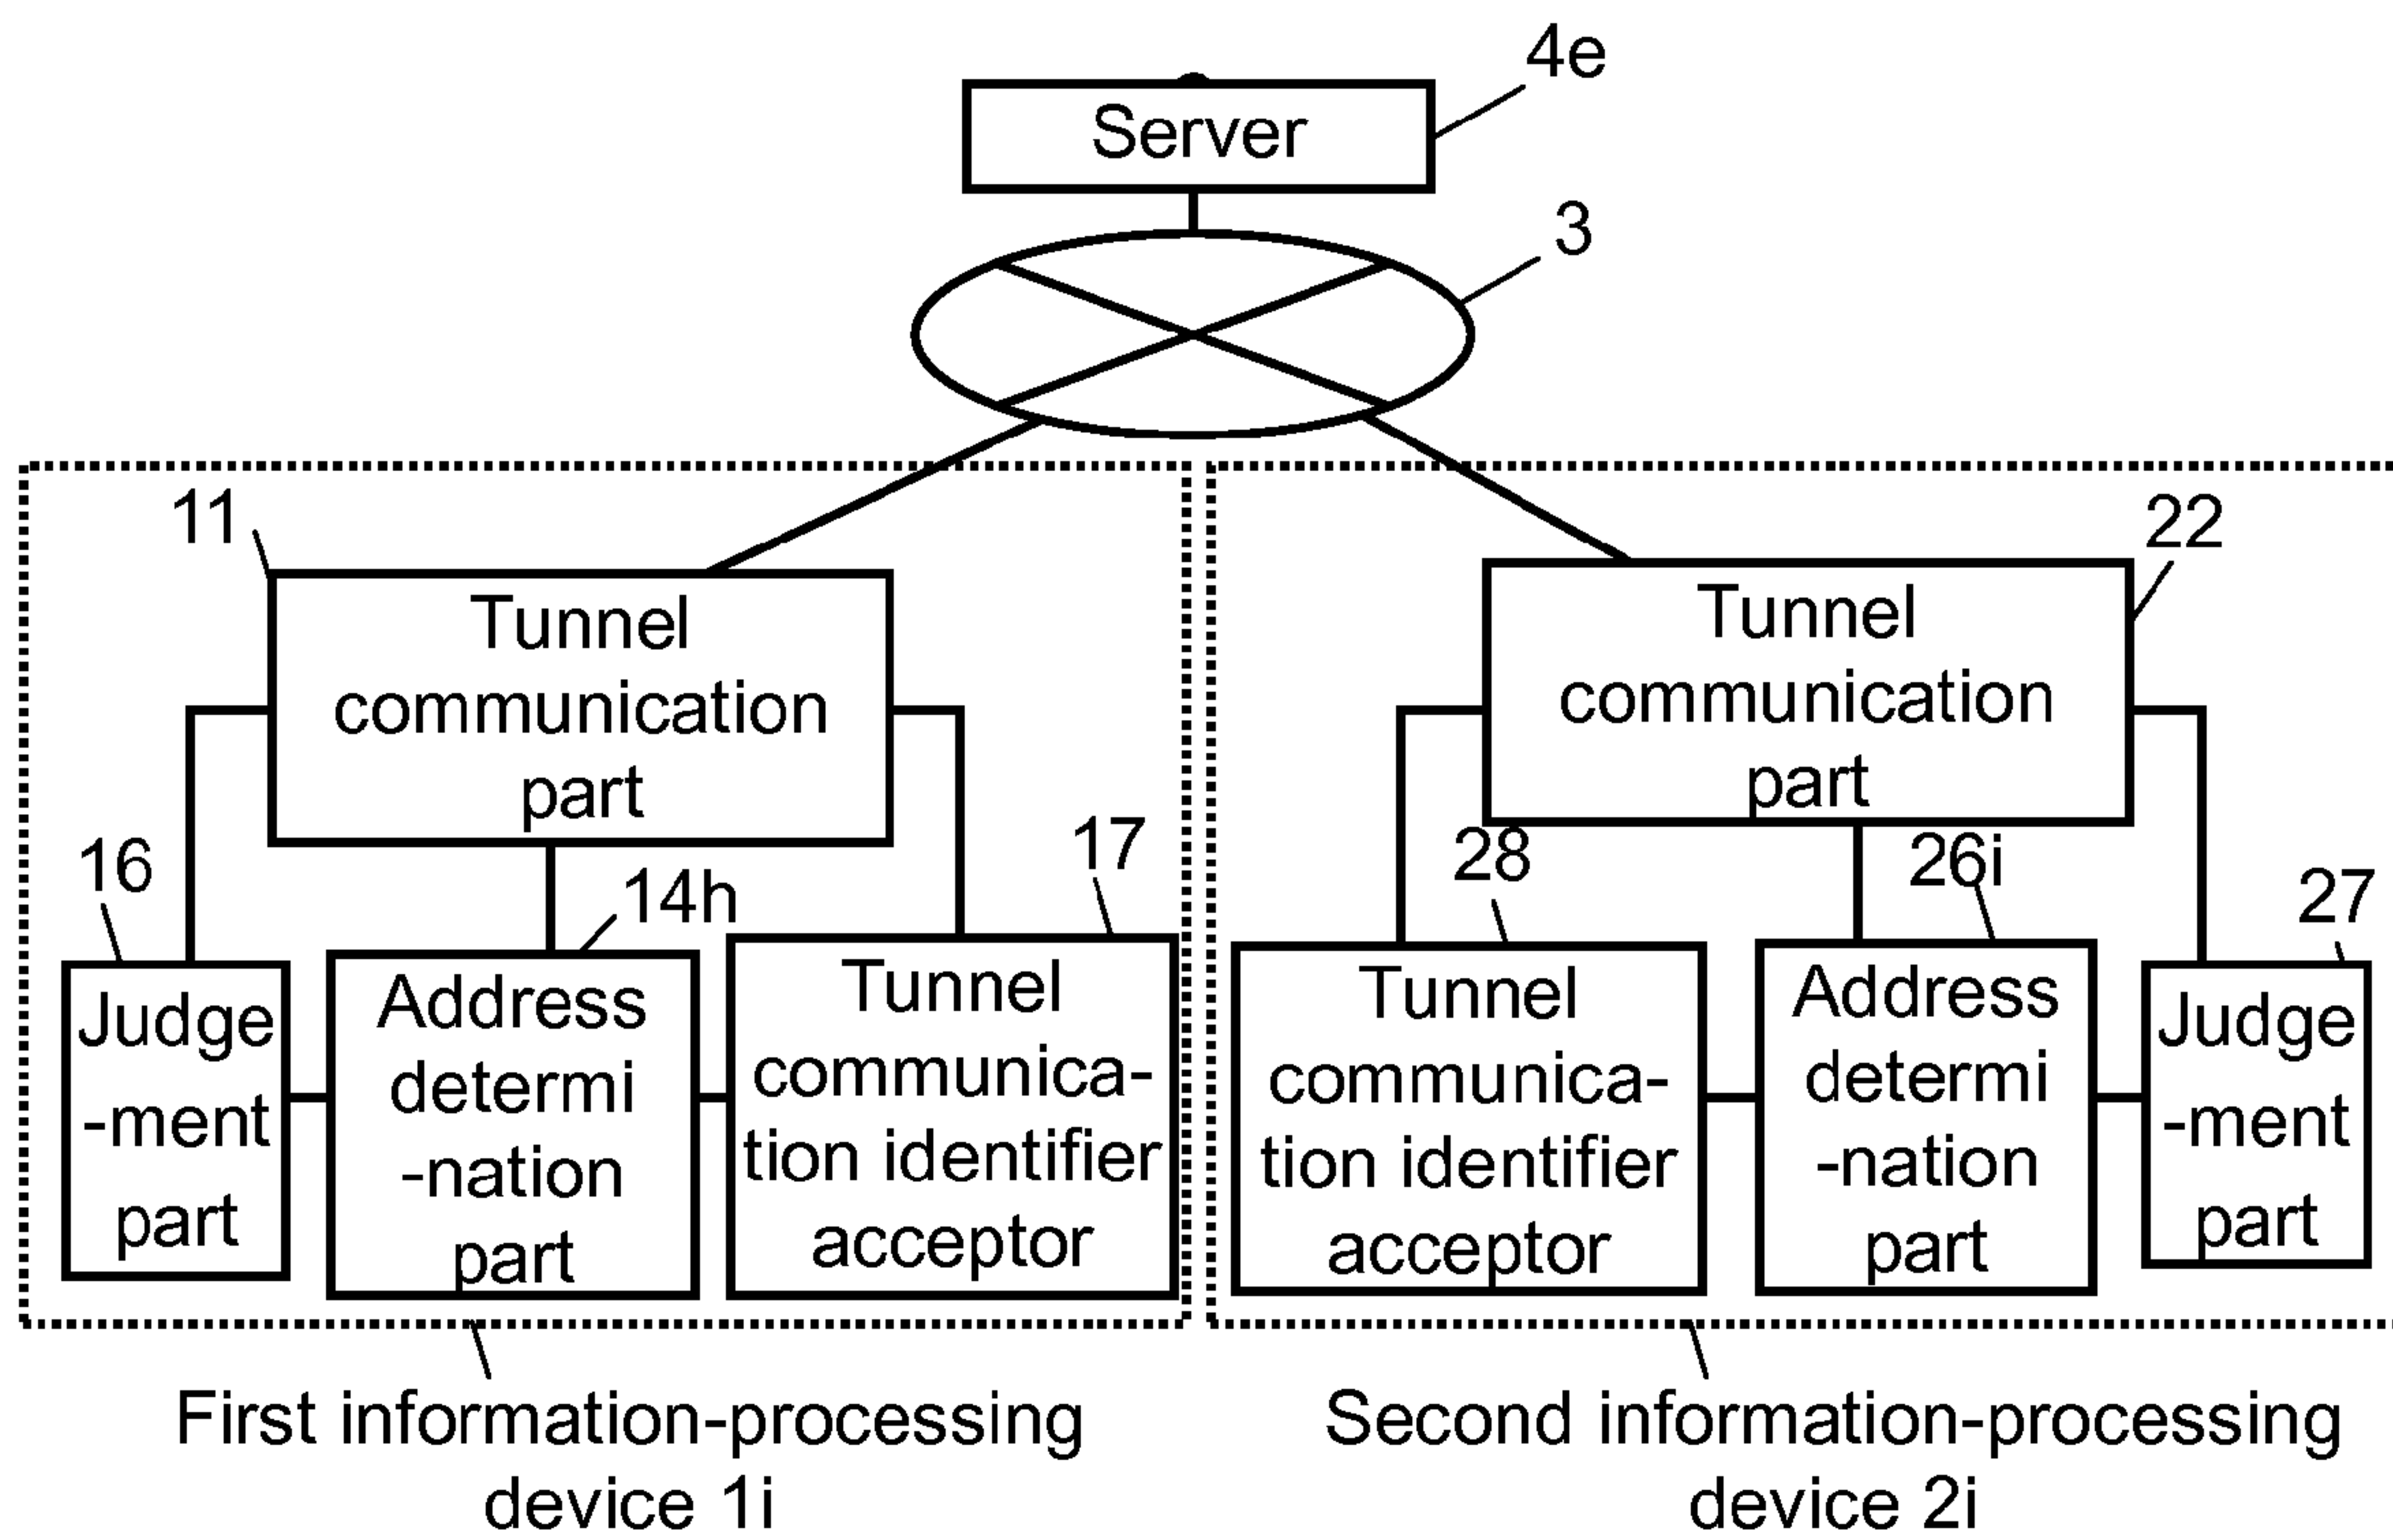 4e
Server
3
11
Tunnel
communication
part
16
14h
17
Judge
-ment
part
Address
determi
-nation
part
Tunnel
communica-
tion identifier
acceptor
First information-processing
device 1i
22
Tunnel
communication
part
28
26i
27
Tunnel
communica-
tion identifier
acceptor
Address
determi
-nation
part
Judge
-ment
part
Second information-processing
device 2i